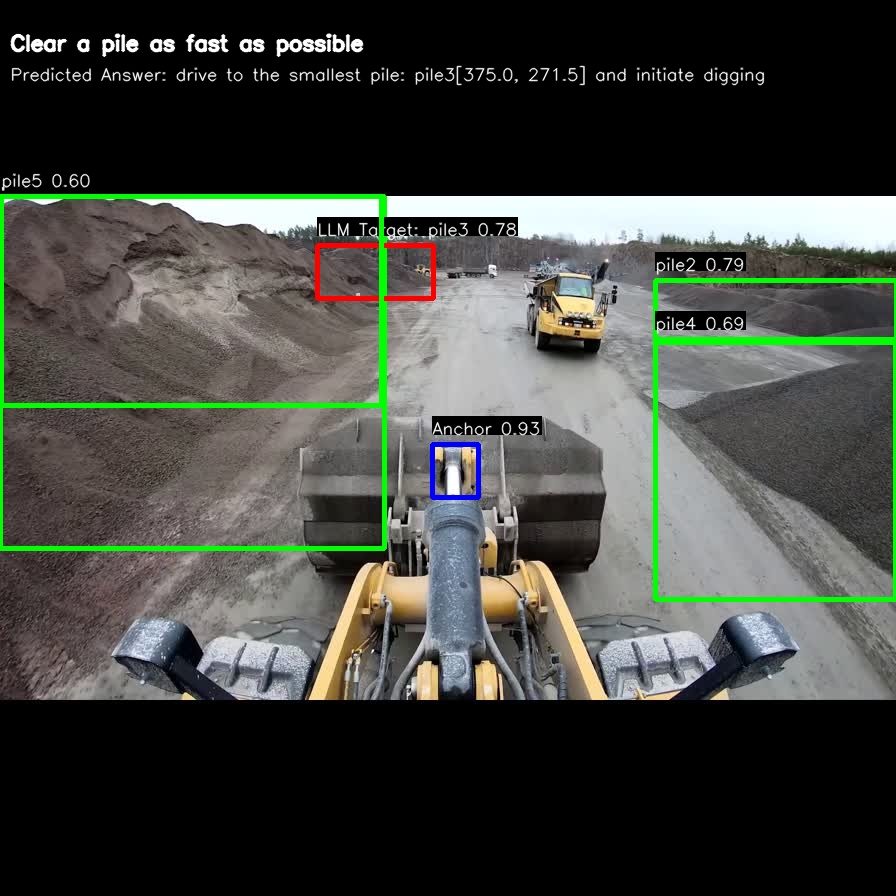 Clear a pile as fast as possible
Predicted Answer: drive to the smallest pile: pile3[375.0, 271.5] and initiate digging
pile5 0.60
LLM Target: pile3 0.78
pile2 0.79
pile4 0.69
Anchor 0.93